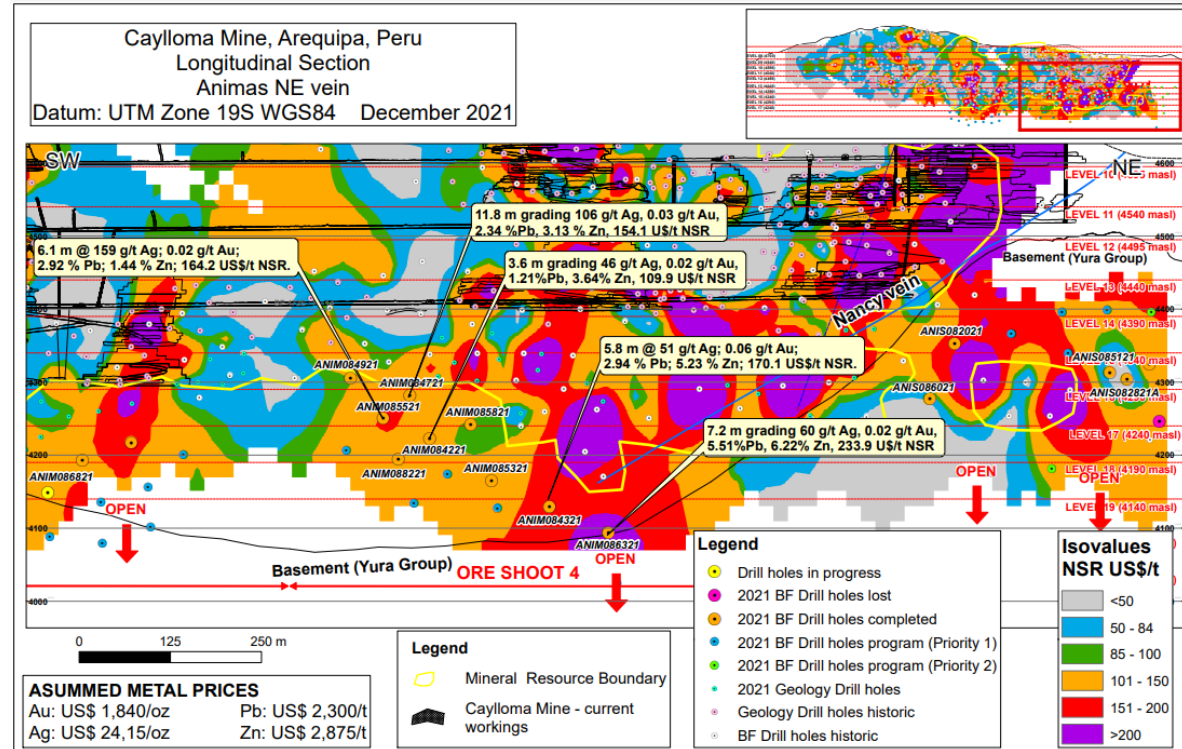 Caylloma Mine, Arequipa, Peru
Longitudinal Section
Animas NE vein
Datum: UTM Zone 19S WGS84 December 2021
SW
NE
4600
LEVEL 11 (4540 masl)
11.8 m grading 106 g/t Ag, 0.03 g/t Au,
2.34 %Pb, 3.13 % Zn, 154.1 US$/t NSR
6.1 m @ 159 g/t Ag; 0.02 g/t Au;
2.92 % Pb; 1.44 % Zn; 164.2 US$/t NSR.
LEVEL 12 (4495 masl)
Basement (Yura Group)
3.6 m grading 46 g/t Ag, 0.02 g/t Au,
1.21%Pb, 3.64% Zn, 109.9 US$/t NSR
LEVEL 13 (4440 masl)
4400
Nancy vein
LEVEL 14 (4390 masl)
ANIS082021
5.8 m @ 51 g/t Ag; 0.06 g/t Au;
2.94 % Pb; 5.23 % Zn; 170.1 US$/t NSR.
ANIS085121
ANIM084921
ANIM084721
4300
4300
ANIS086021
ANIS082821A
ANIM085521
ANIM085821
ANIM084221
7.2 m grading 60 g/t Ag, 0.02 g/t Au,
5.51%Pb, 6.22% Zn, 233.9 US$/t NSR
LEVEL 17 (4240 masl)
4200
4200
ANIM086821
ANIM088221
ANIM085321
LEVEL 18 (4190 masl)
OPEN
OPEN
OPEN
LEVEL 19 (4140 masl)
ANIM084321
4100
4100
ANIM086321
OPEN
Basement (Yura Group)
ORE SHOOT 4
4000
0 125 250 m
ASUMMED METAL PRICES
Au: US$ 1,840/oz Pb: US$ 2,300/t
Ag: US$ 24,15/oz Zn: US$ 2,875/t
Legend
Mineral Resource Boundary
Caylloma Mine - current
workings
Legend
Drill holes in progress
2021 BF Drill holes lost
2021 BF Drill holes completed
2021 BF Drill holes program (Priority 1)
2021 BF Drill holes program (Priority 2)
2021 Geology Drill holes
Geology Drill holes historic
BF Drill holes historic
Isovalues
NSR US$/t
<50
50 - 84
85 - 100
101 - 150
151 - 200
>200